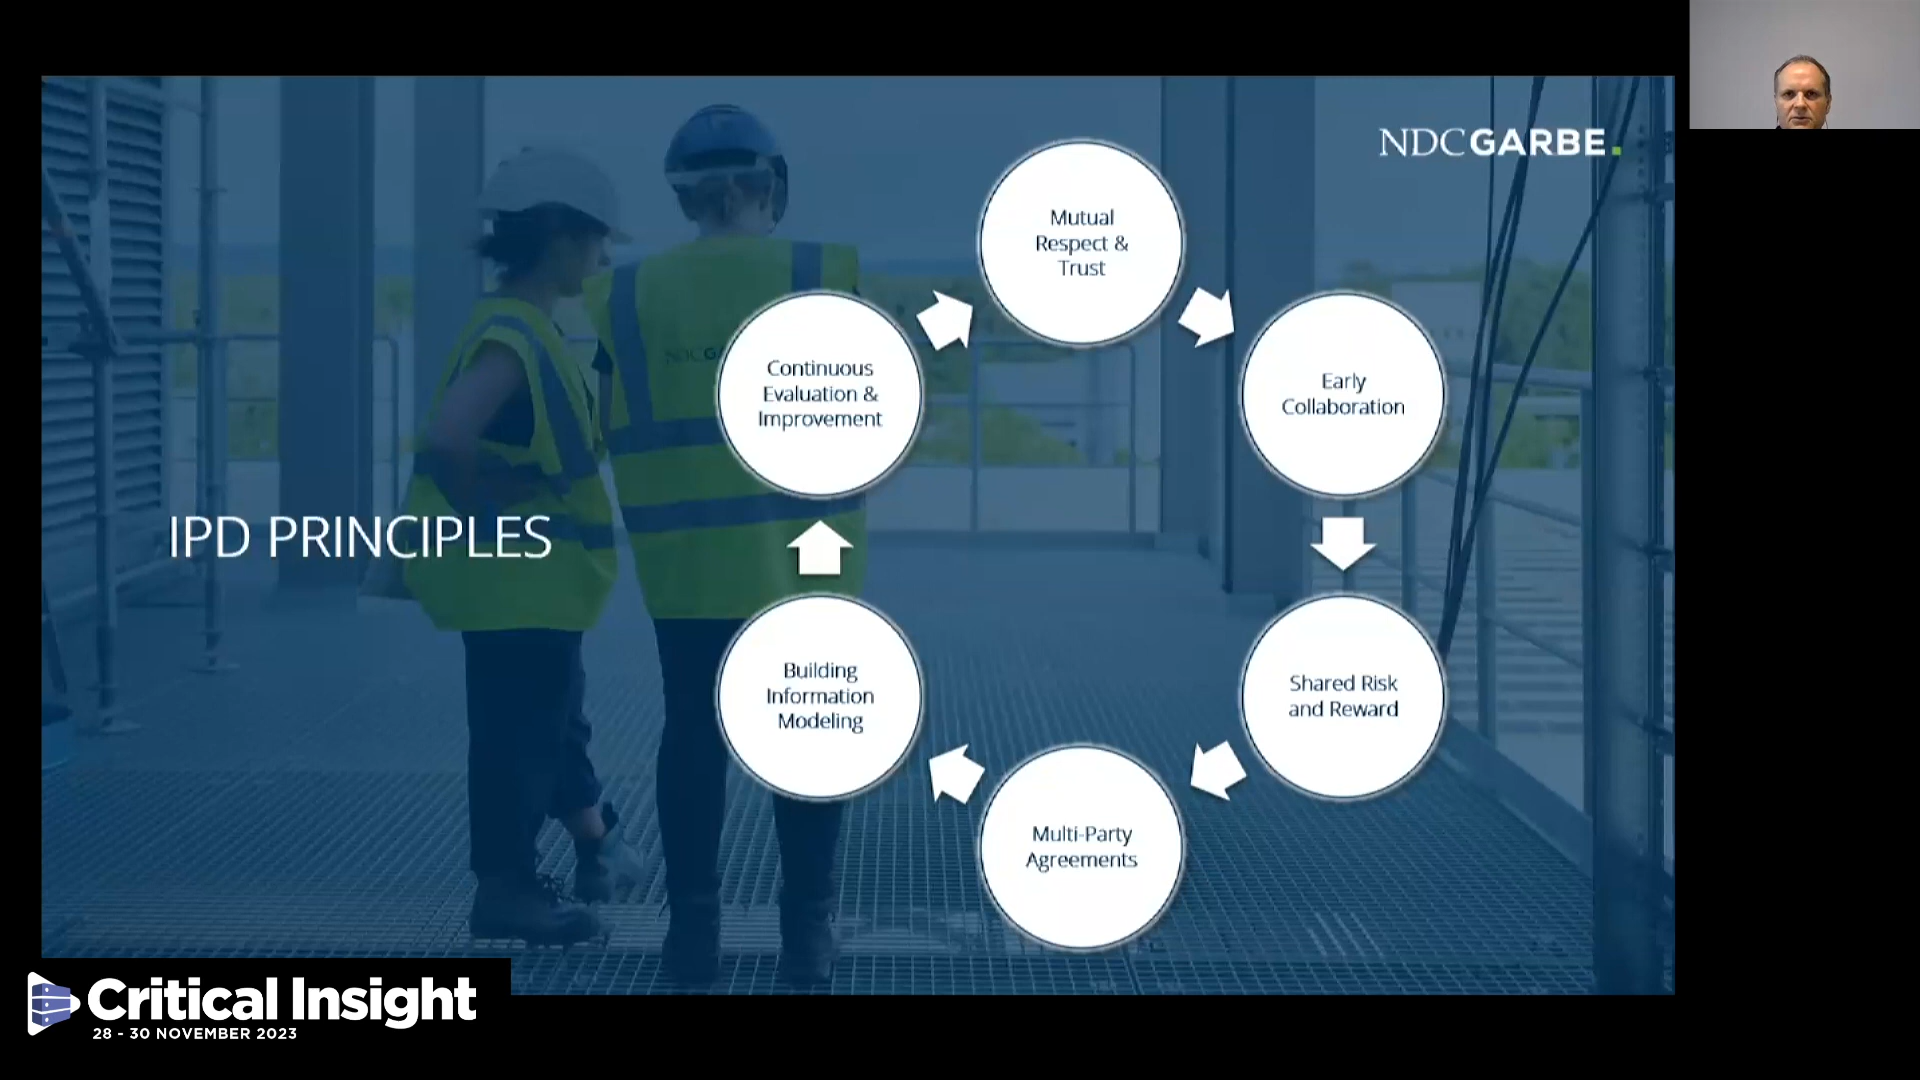 NDCGARBE.
IPD PRINCIPLES
Mutual
Respect &
Trust
Early
Collaboration
Shared Risk
and Reward
Multi-Party
Agreements
Building
Information
Modeling
Continuous
Evaluation &
Improvement
Critical Insight
28 - 30 NOVEMBER 2023